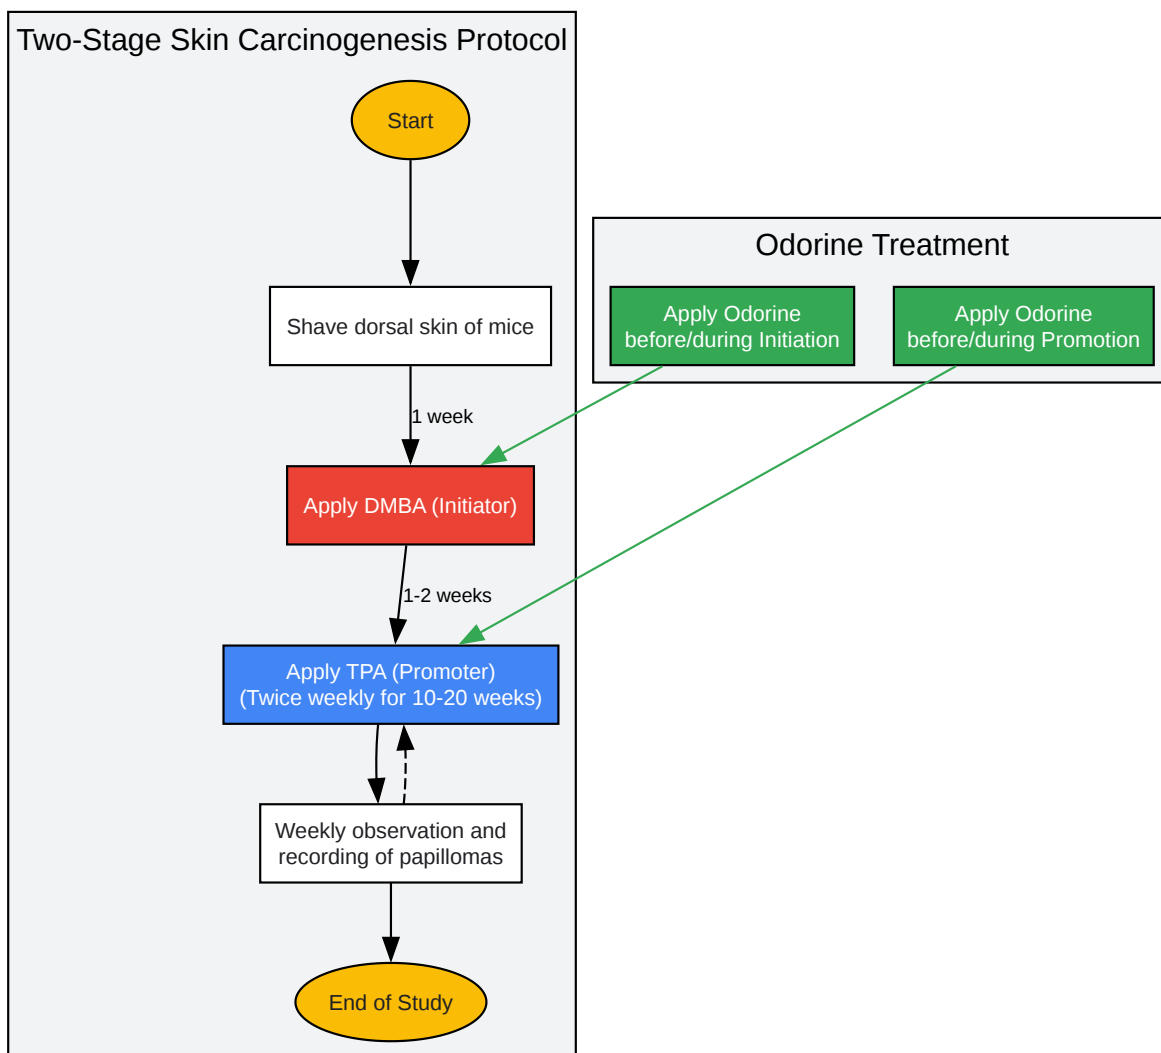 Two-Stage Skin Carcinogenesis Protocol
Start
Shave dorsal skin of mice
1 week
Apply DMBA (Initiator)
1-2 weeks
Apply TPA (Promoter)
(Twice weekly for 10-20 weeks)
Weekly observation and
recording of papillomas
End of Study
Odorine Treatment
Apply Odorine
before/during Initiation
Apply Odorine
before/during Promotion